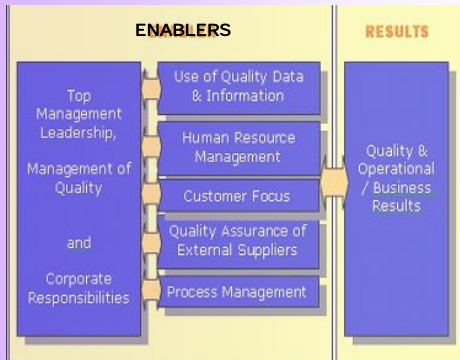 ENABLERS
RESULTS
Top
Management
Leadership,
Management of
Quality
and
Corporate
Responsibilities
Use of Quality Data
& Information
Human Resource
Management
Customer Focus
Quality Assurance of
External Suppliers
Process Management
Quality &
Operational
/ Business
Results